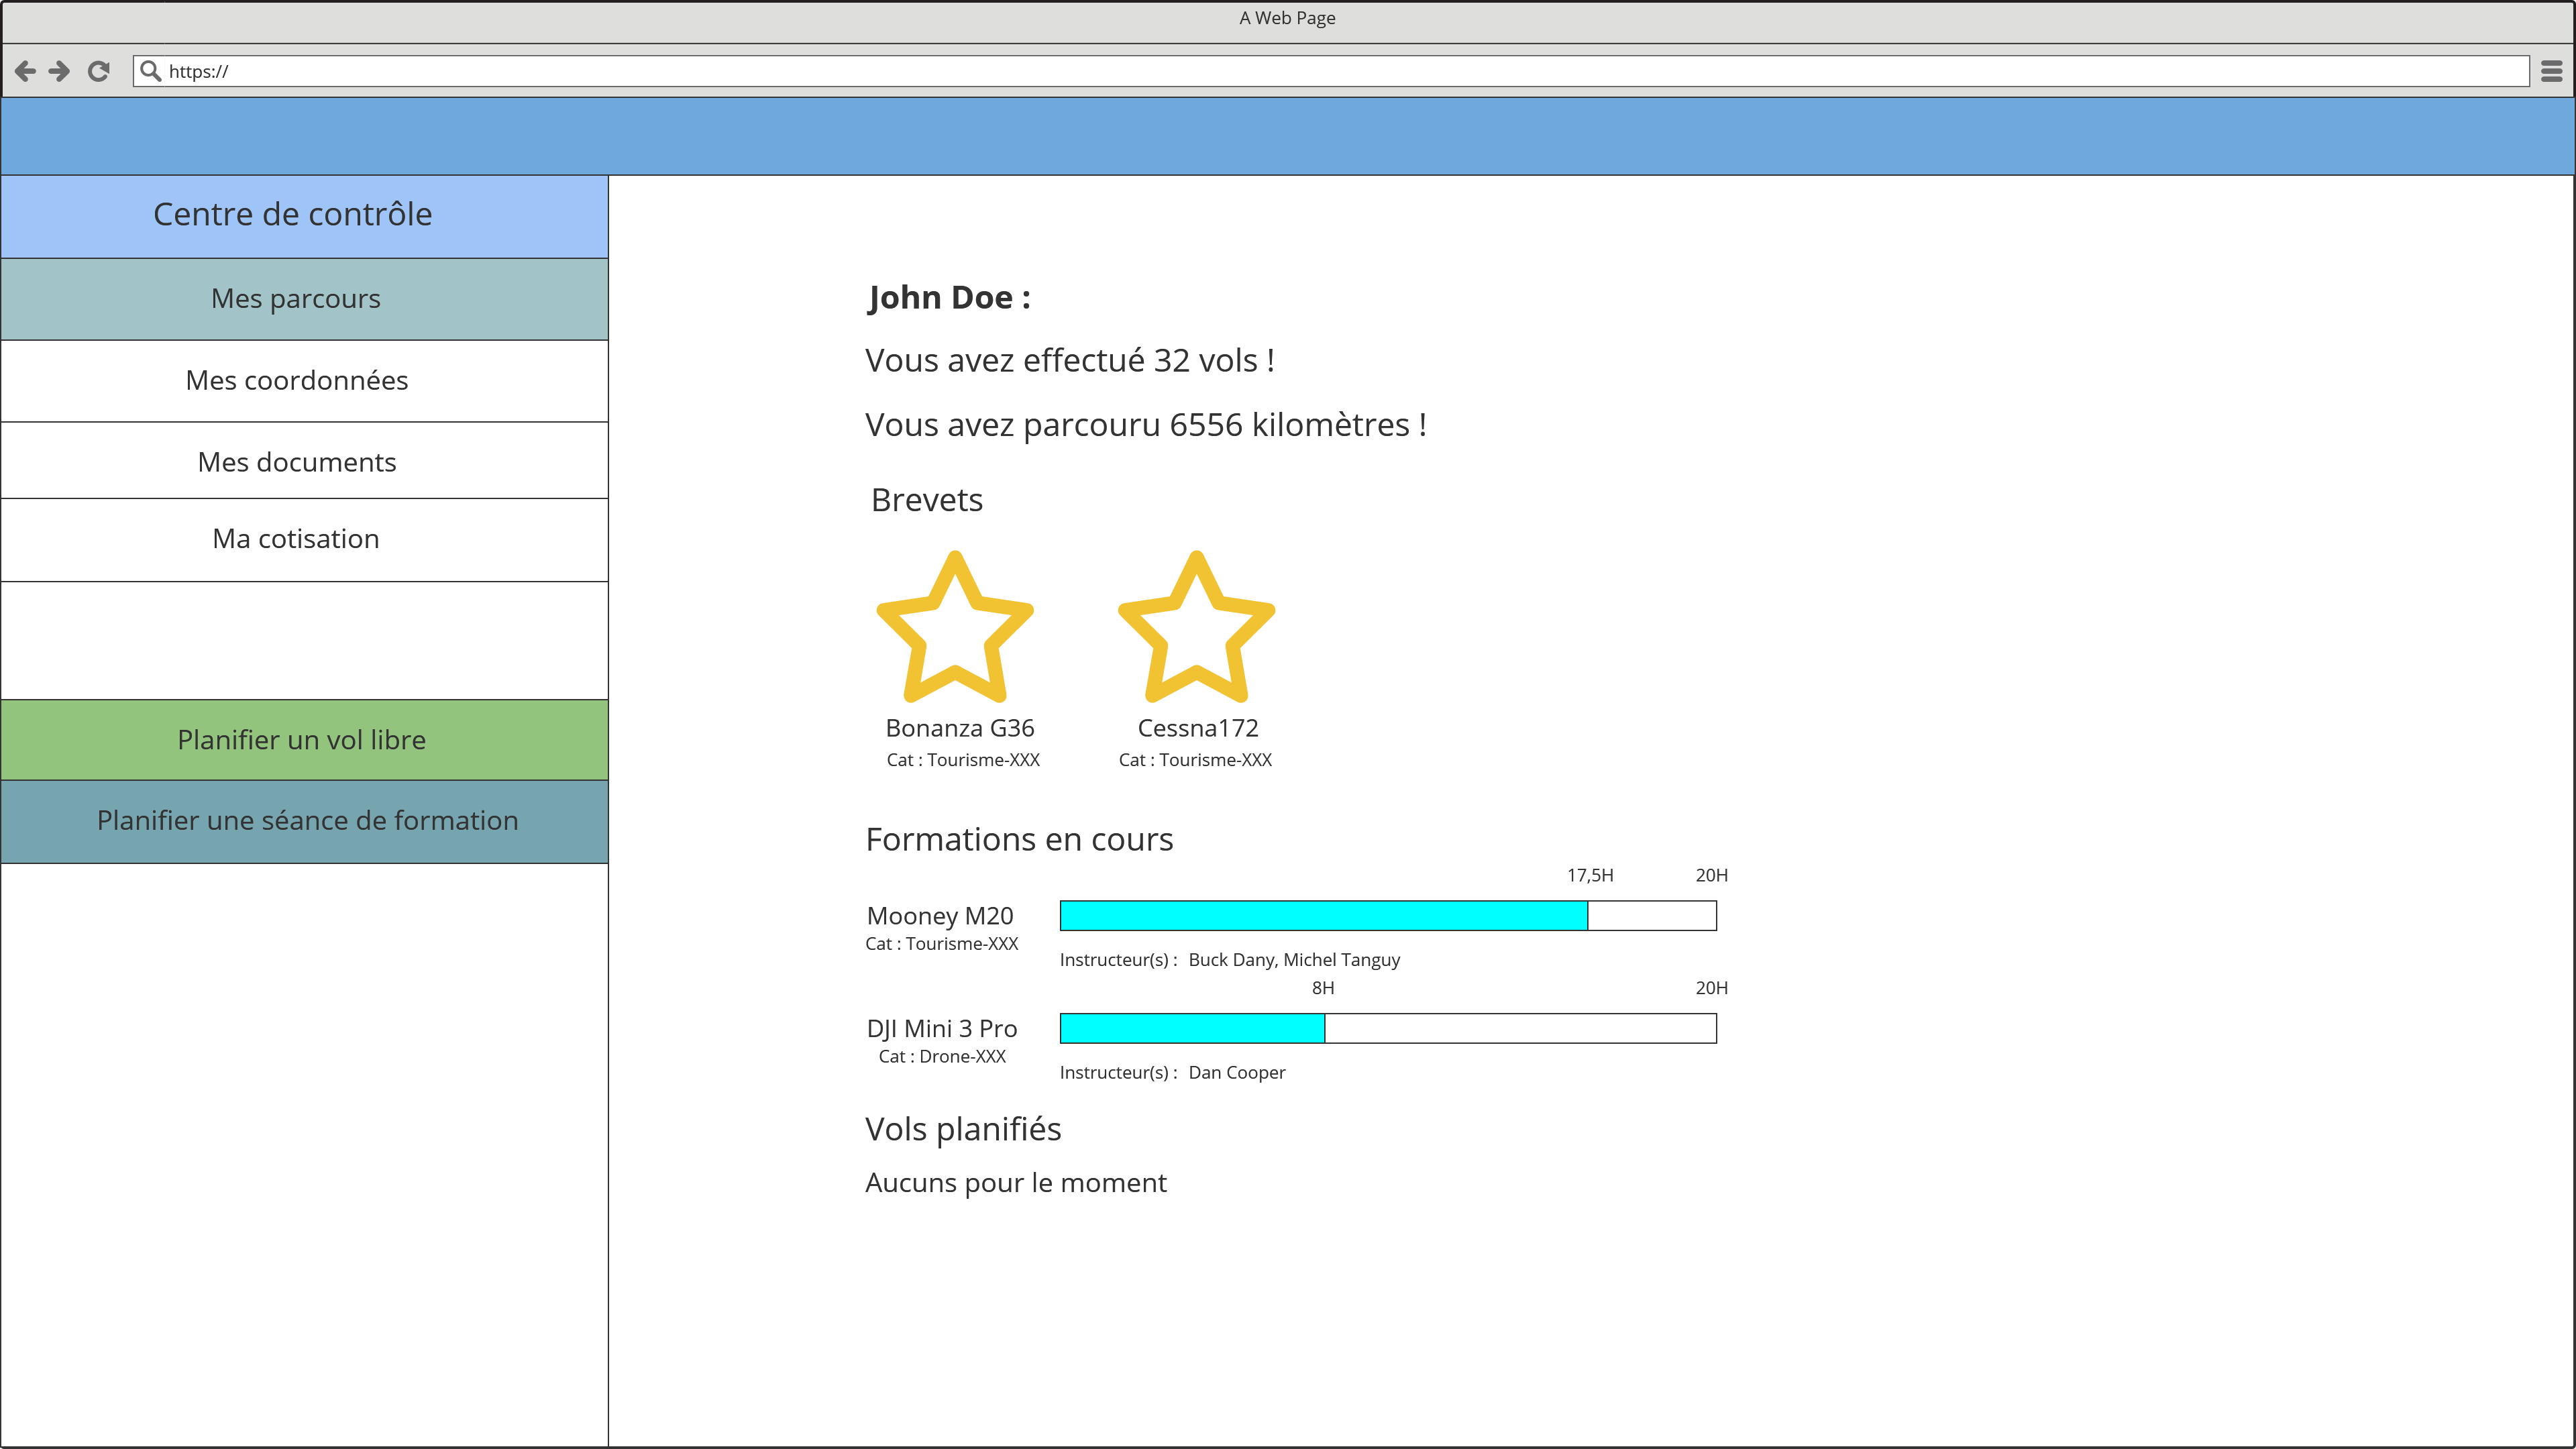 A Web Page
https://
Centre de contrôle
Mes parcours
Mes coordonnées
Mes documents
Ma cotisation
Planifier un vol libre
Planifier une séance de formation
John Doe :
Vous avez effectué 32 vols !
Vous avez parcouru 6556 kilomètres !
Brevets
Bonanza G36
Cat : Tourisme-XXX
Cessna172
Cat : Tourisme-XXX
Formations en cours
17,5H 20H
Mooney M20
Cat : Tourisme-XXX
Instructeur(s) : Buck Dany, Michel Tanguy
8H 20H
DJI Mini 3 Pro
Cat : Drone-XXX
Instructeur(s) : Dan Cooper
Vols planifiés
Aucuns pour le moment